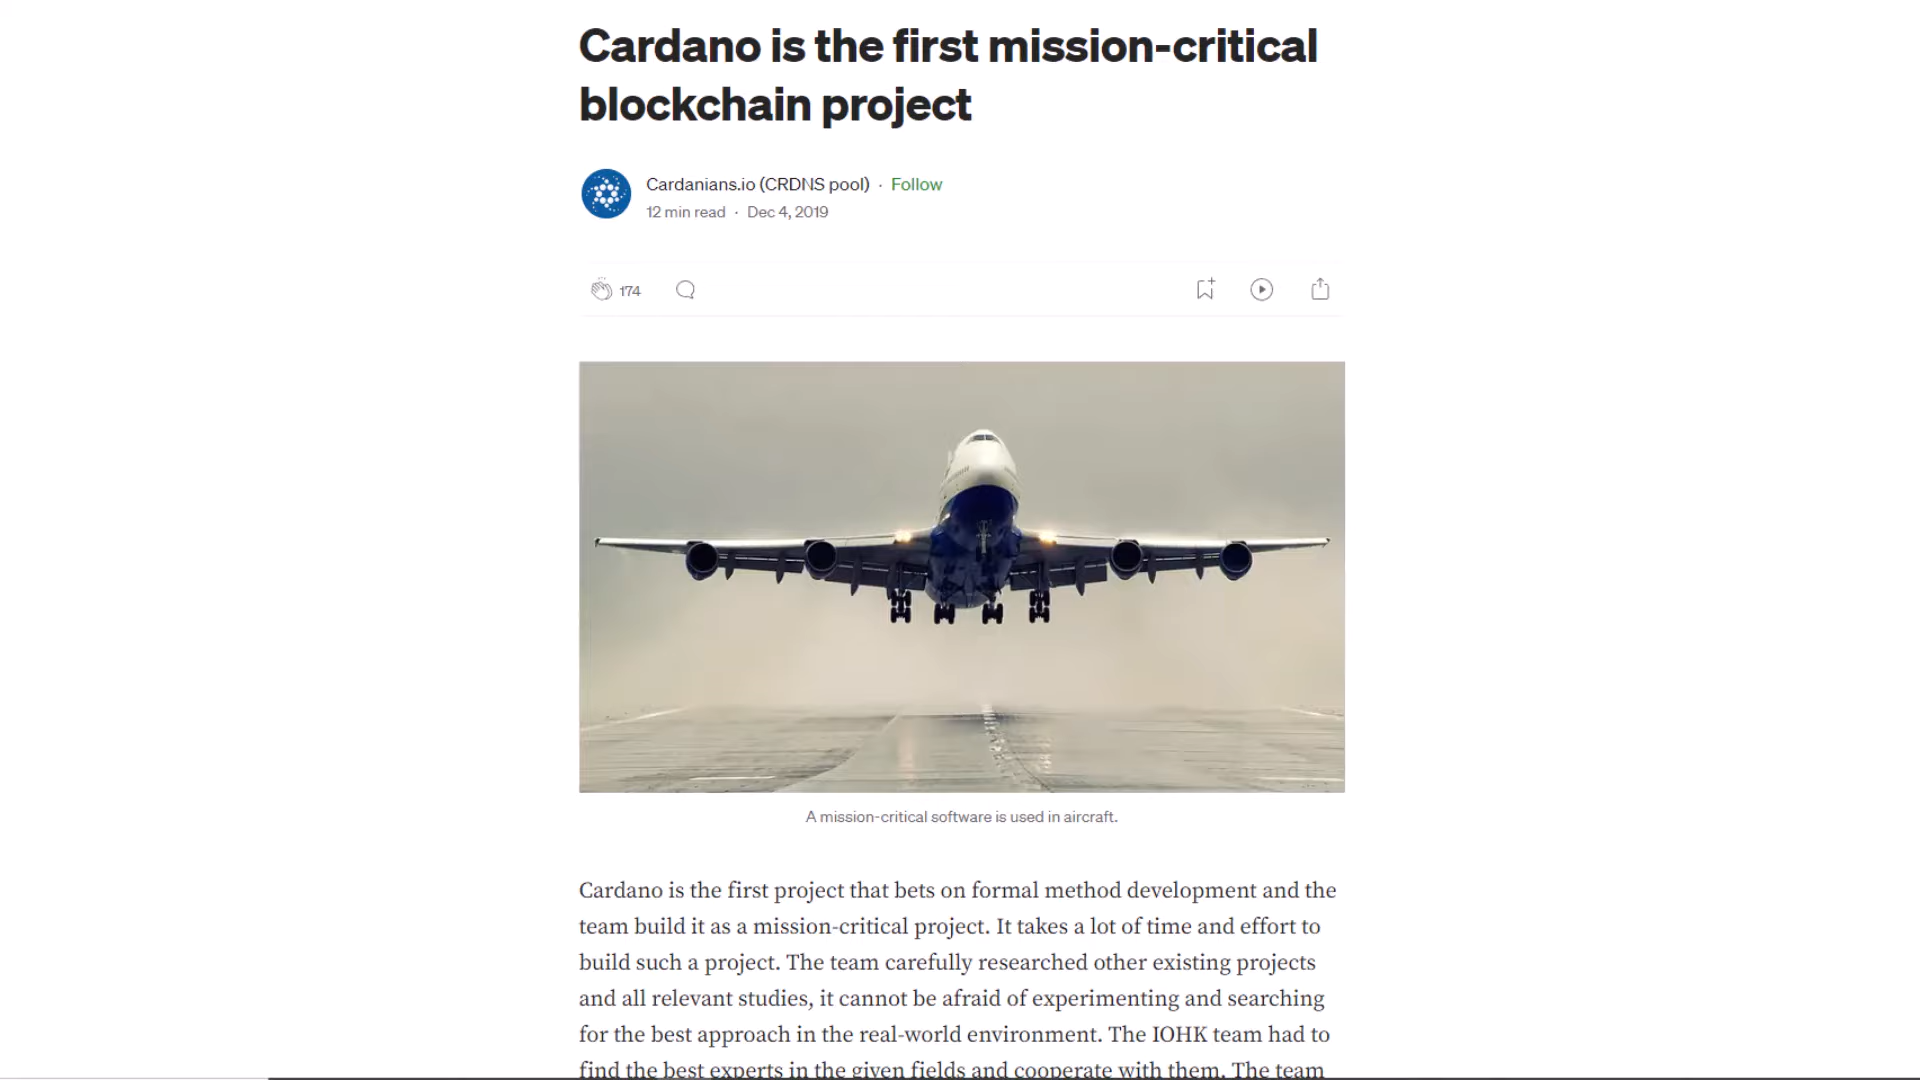 Cardano is the first mission-critical
blockchain project
Cardanians.io (CRDNS pool) · Follow
12 min read · Dec 4, 2019
174
A mission-critical software is used in aircraft.
Cardano is the first project that bets on formal method development and the
team build it as a mission-critical project. It takes a lot of time and effort to
build such a project. The team carefully researched other existing projects
and all relevant studies, it cannot be afraid of experimenting and searching
for the best approach in the real-world environment. The IOHK team had to
find the best experts in the given fields and cooperate with them. The team